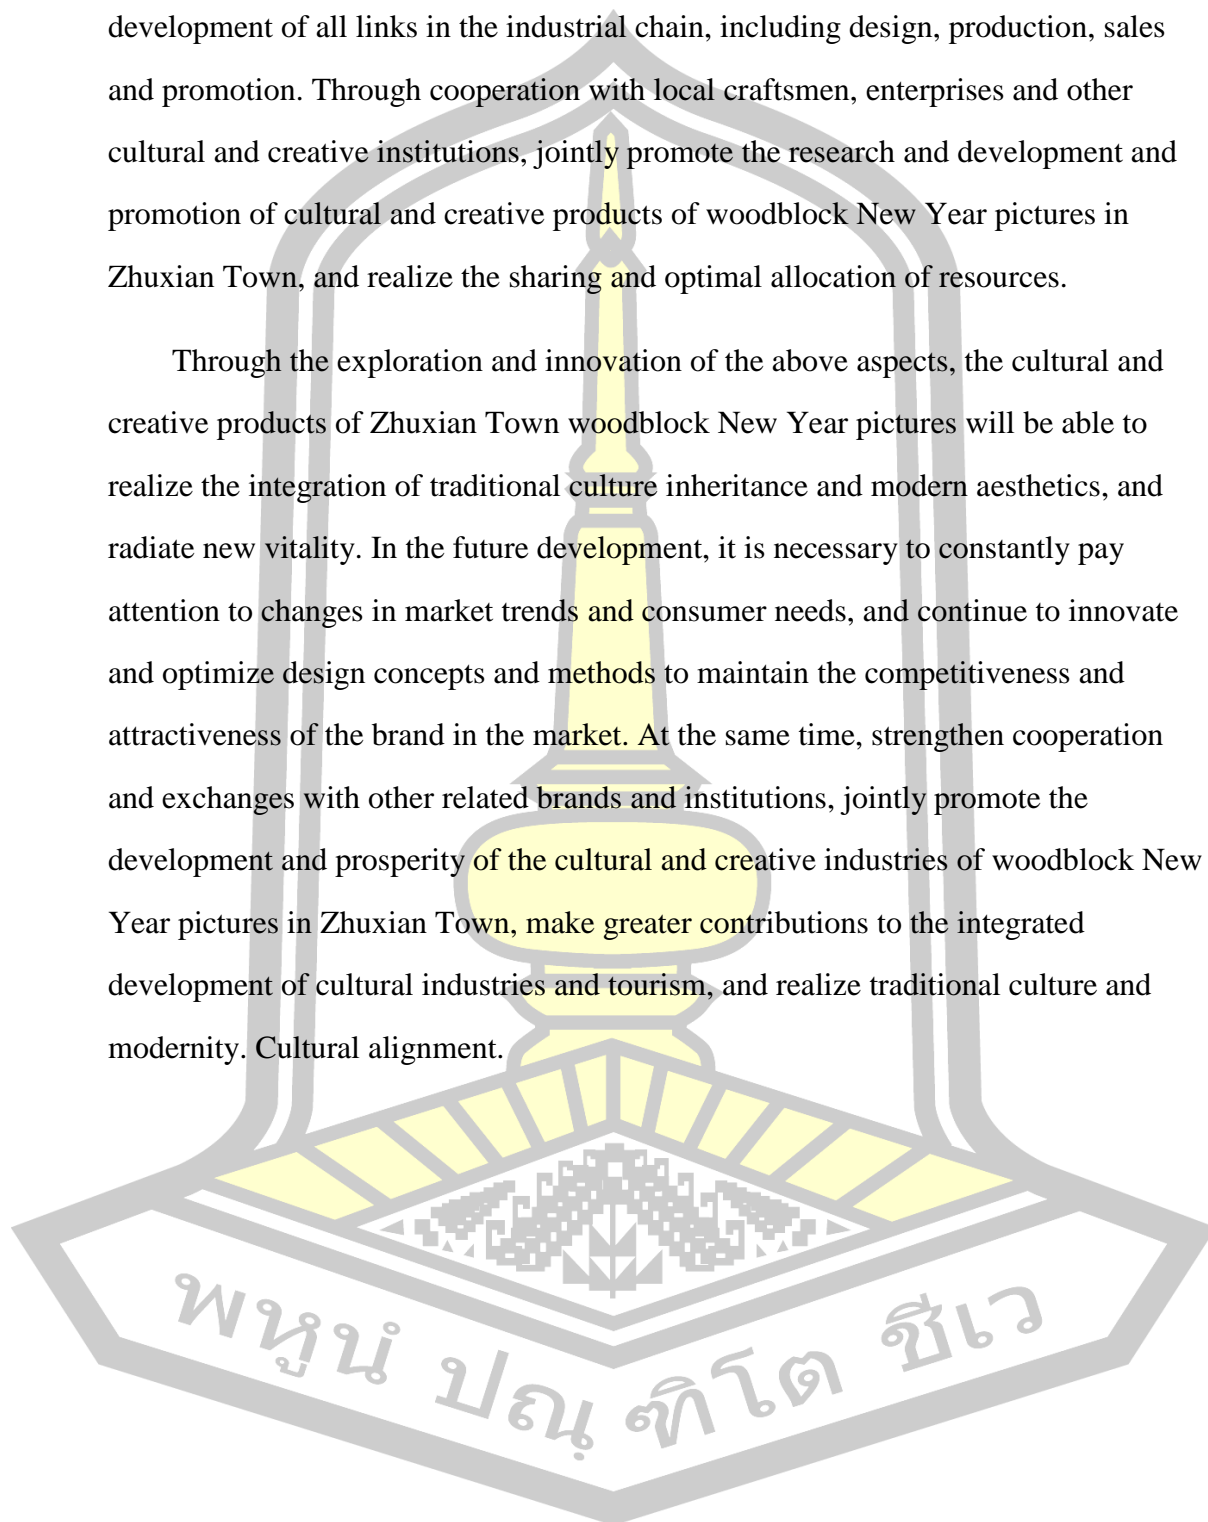 development of all links in the industrial chain, including design, production, sales
and promotion. Through cooperation with local craftsmen, enterprises and other
cultural and creative institutions, jointly promote the research and development and
promotion of cultural and creative products of woodblock New Year pictures in
Zhuxian Town, and realize the sharing and optimal allocation of resources.
Through the exploration and innovation of the above aspects, the cultural and
creative products of Zhuxian Town woodblock New Year pictures will be able to
realize the integration of traditional culture inheritance and modern aesthetics, and
radiate new vitality. In the future development, it is necessary to constantly pay
attention to changes in market trends and consumer needs, and continue to innovate
and optimize design concepts and methods to maintain the competitiveness and
attractiveness of the brand in the market. At the same time, strengthen cooperation
and exchanges with other related brands and institutions, jointly promote the
development and prosperity of the cultural and creative industries of woodblock New
Year pictures in Zhuxian Town, make greater contributions to the integrated
development of cultural industries and tourism, and realize traditional culture and
modernity. Cultural alignment.
พหูนํ ปณฺ ฑิโต ชีเว